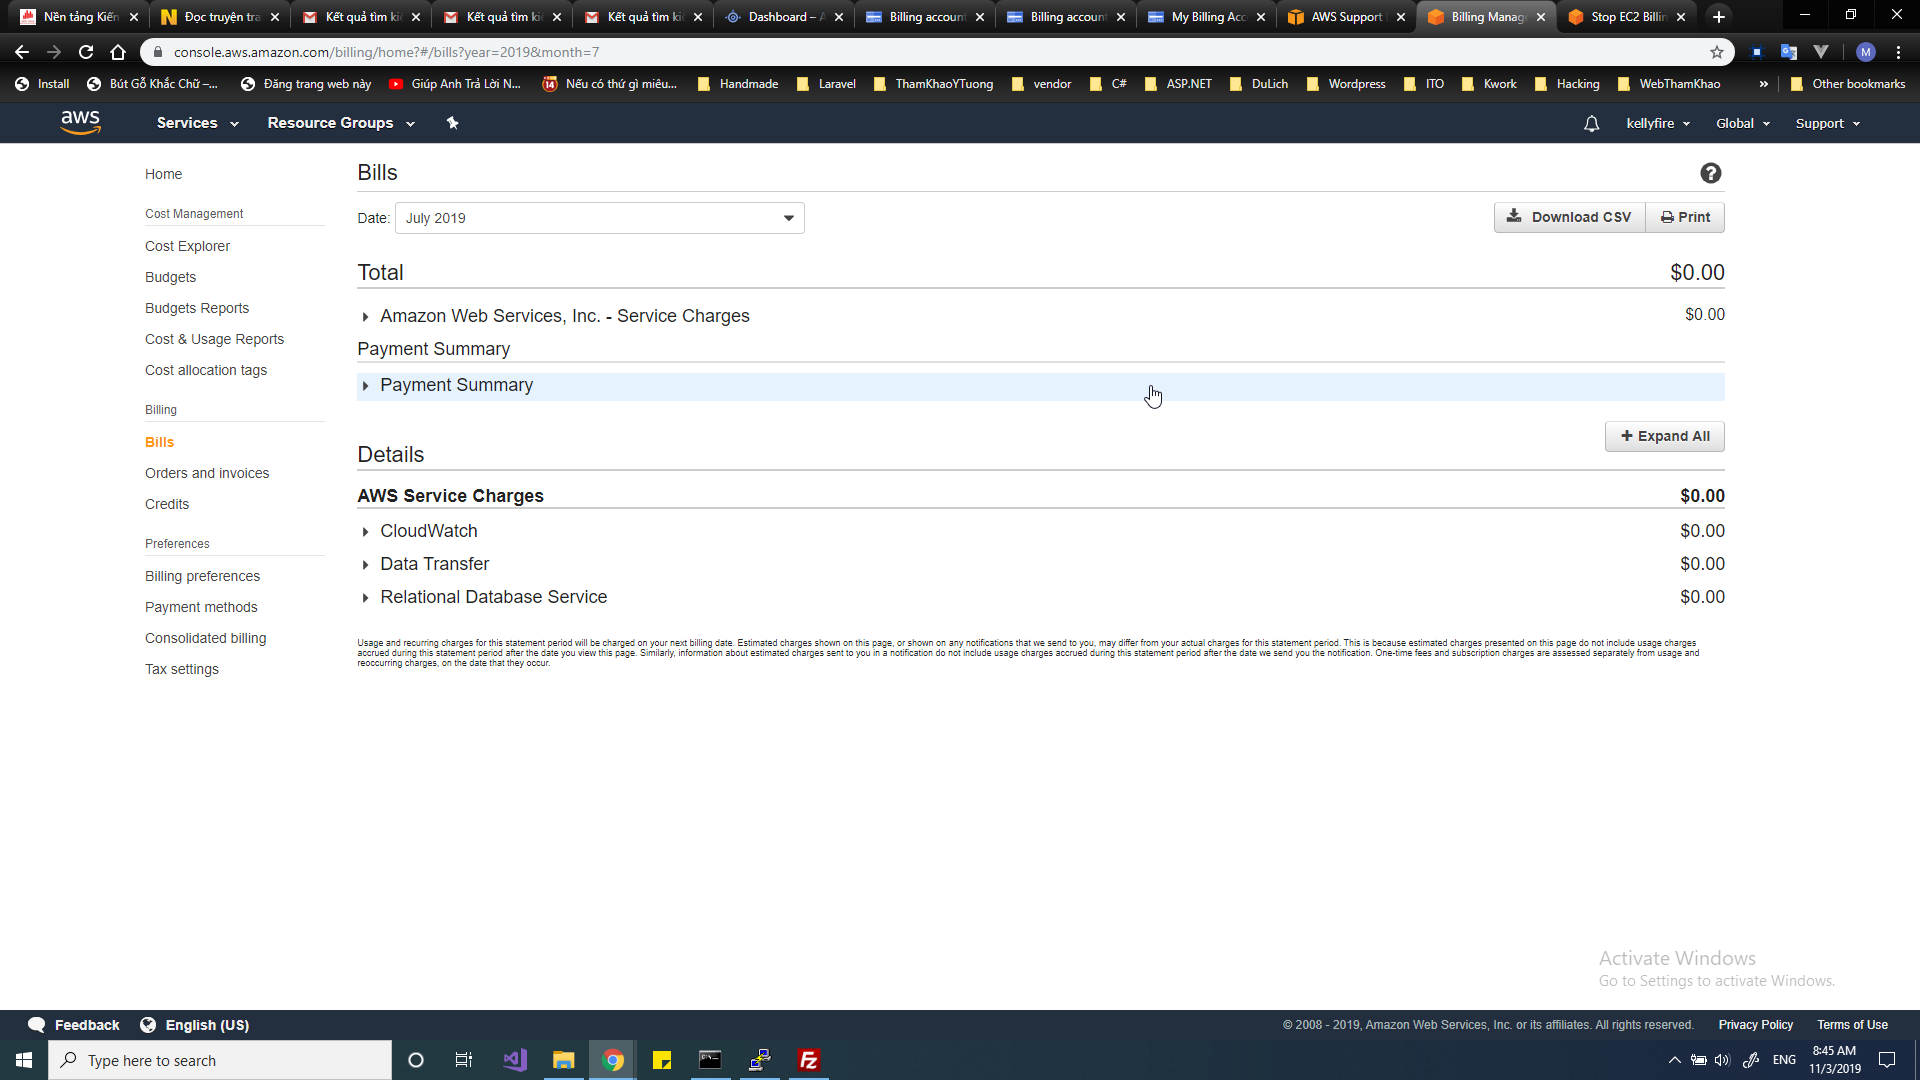 Nền tảng Kiến
Đọc truyện tra
Kết quả tìm ki
Kết quả tìm ki
Kết quả tìm ki
Dashboard – A
Billing account
Billing account
My Billing Acc
AWS Support
Billing Manag
Stop EC2 Billin
console.aws.amazon.com/billing/home?#/bills?year=2019&month=7
M
Install
Bút Gỗ Khắc Chữ –...
Đăng trang web này
Giúp Anh Trả Lời N...
14
Nếu có thứ gì miêu...
Handmade
Laravel
ThamKhaoYTuong
vendor
C#
ASP.NET
DuLich
Wordpress
ITO
Kwork
Hacking
WebThamKhao
»
Other bookmarks
aws
Services
Resource Groups
kellyfire
Global
Support
Home
Cost Management
Cost Explorer
Budgets
Budgets Reports
Cost & Usage Reports
Cost allocation tags
Billing
Bills
Orders and invoices
Credits
Preferences
Billing preferences
Payment methods
Consolidated billing
Tax settings
Bills
?
Date: July 2019
Download CSV
Print
Total $0.00
Amazon Web Services, Inc. - Service Charges $0.00
Payment Summary
Payment Summary
+ Expand All
Details
AWS Service Charges $0.00
CloudWatch $0.00
Data Transfer $0.00
Relational Database Service $0.00
Usage and recurring charges for this statement period will be charged on your next billing date. Estimated charges shown on this page, or shown on any notifications that we send to you, may differ from your actual charges for this statement period. This is because estimated charges presented on this page do not include usage charges
accrued during this statement period after the date you view this page. Similarly, information about estimated charges sent to you in a notification do not include usage charges accrued during this statement period after the date we send you the notification. One-time fees and subscription charges are assessed separately from usage and
reoccurring charges, on the date that they occur.
Activate Windows
Go to Settings to activate Windows.
Feedback
English (US)
© 2008 - 2019, Amazon Web Services, Inc. or its affiliates. All rights reserved.
Privacy Policy
Terms of Use
Type here to search
ENG
8:45 AM
11/3/2019